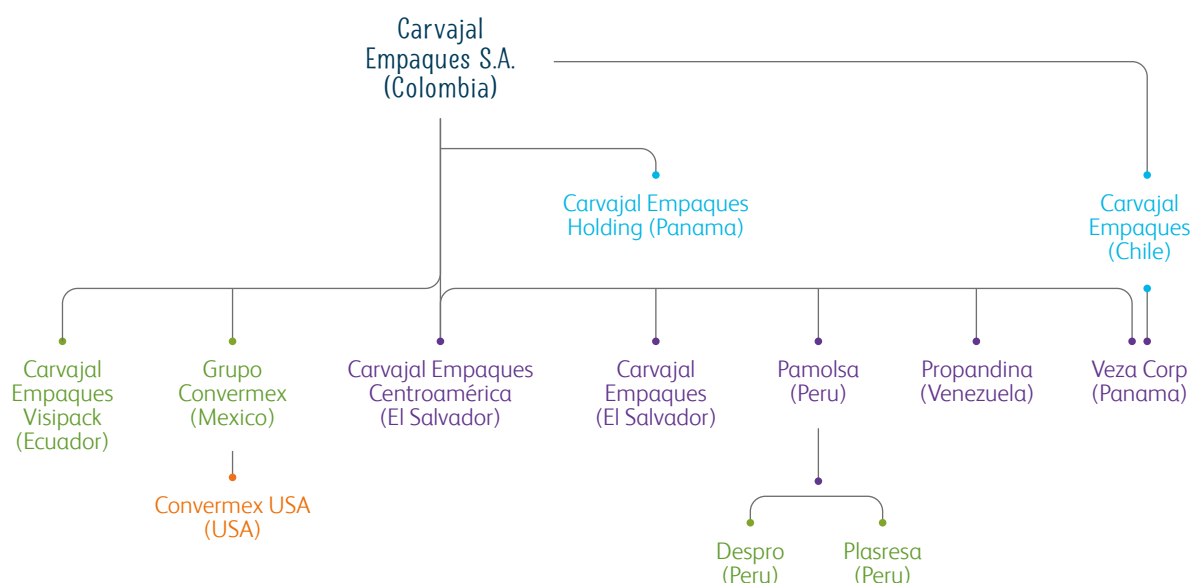 Carvajal
Empaques S.A.
(Colombia)
Carvajal Empaques
Holding (Panama)
Carvajal
Empaques
(Chile)
Carvajal
Empaques
Visipack
(Ecuador)
Grupo
Convermex
(Mexico)
Carvajal Empaques
Centroamérica
(El Salvador)
Carvajal
Empaques
(El Salvador)
Pamolsa
(Peru)
Propandina
(Venezuela)
Veza Corp
(Panama)
Convermex USA
(USA)
Despro
(Peru)
Plasresa
(Peru)